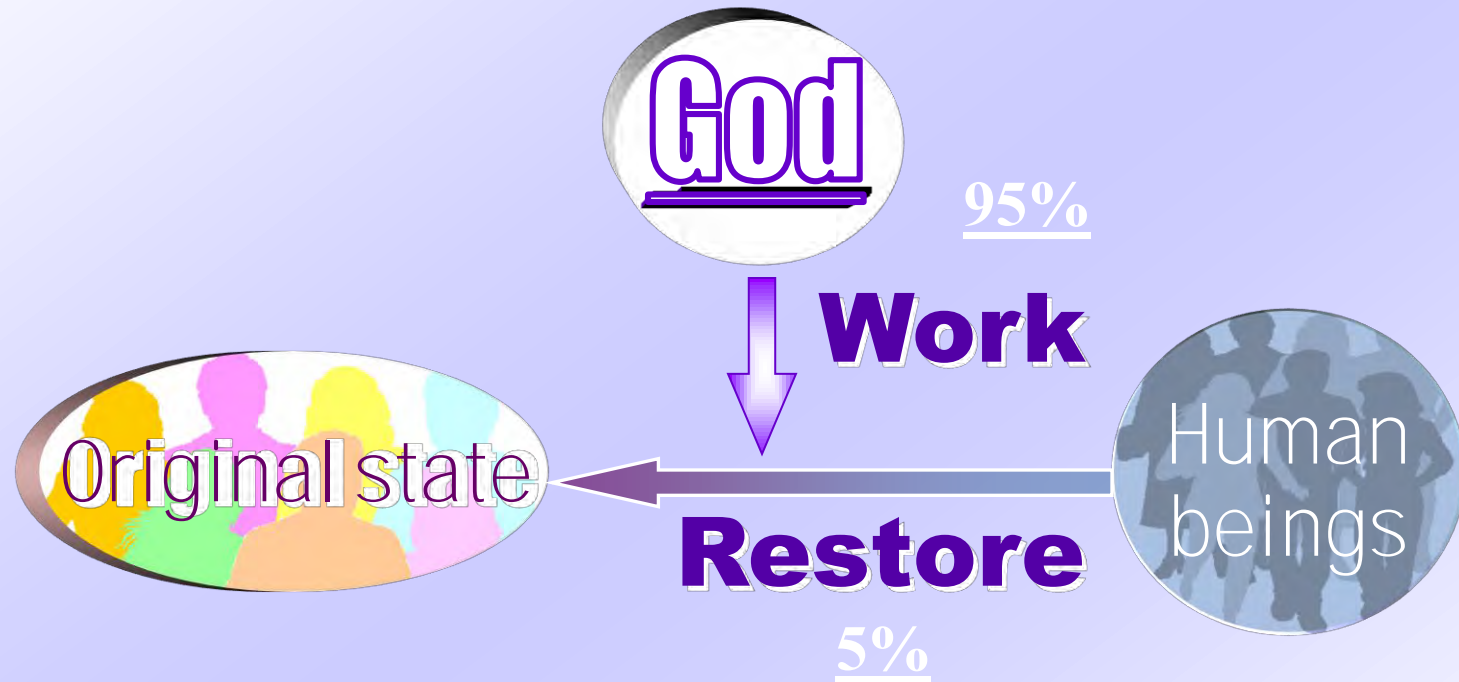 God
95%
Work
Original state
Human
beings
Restore
5%